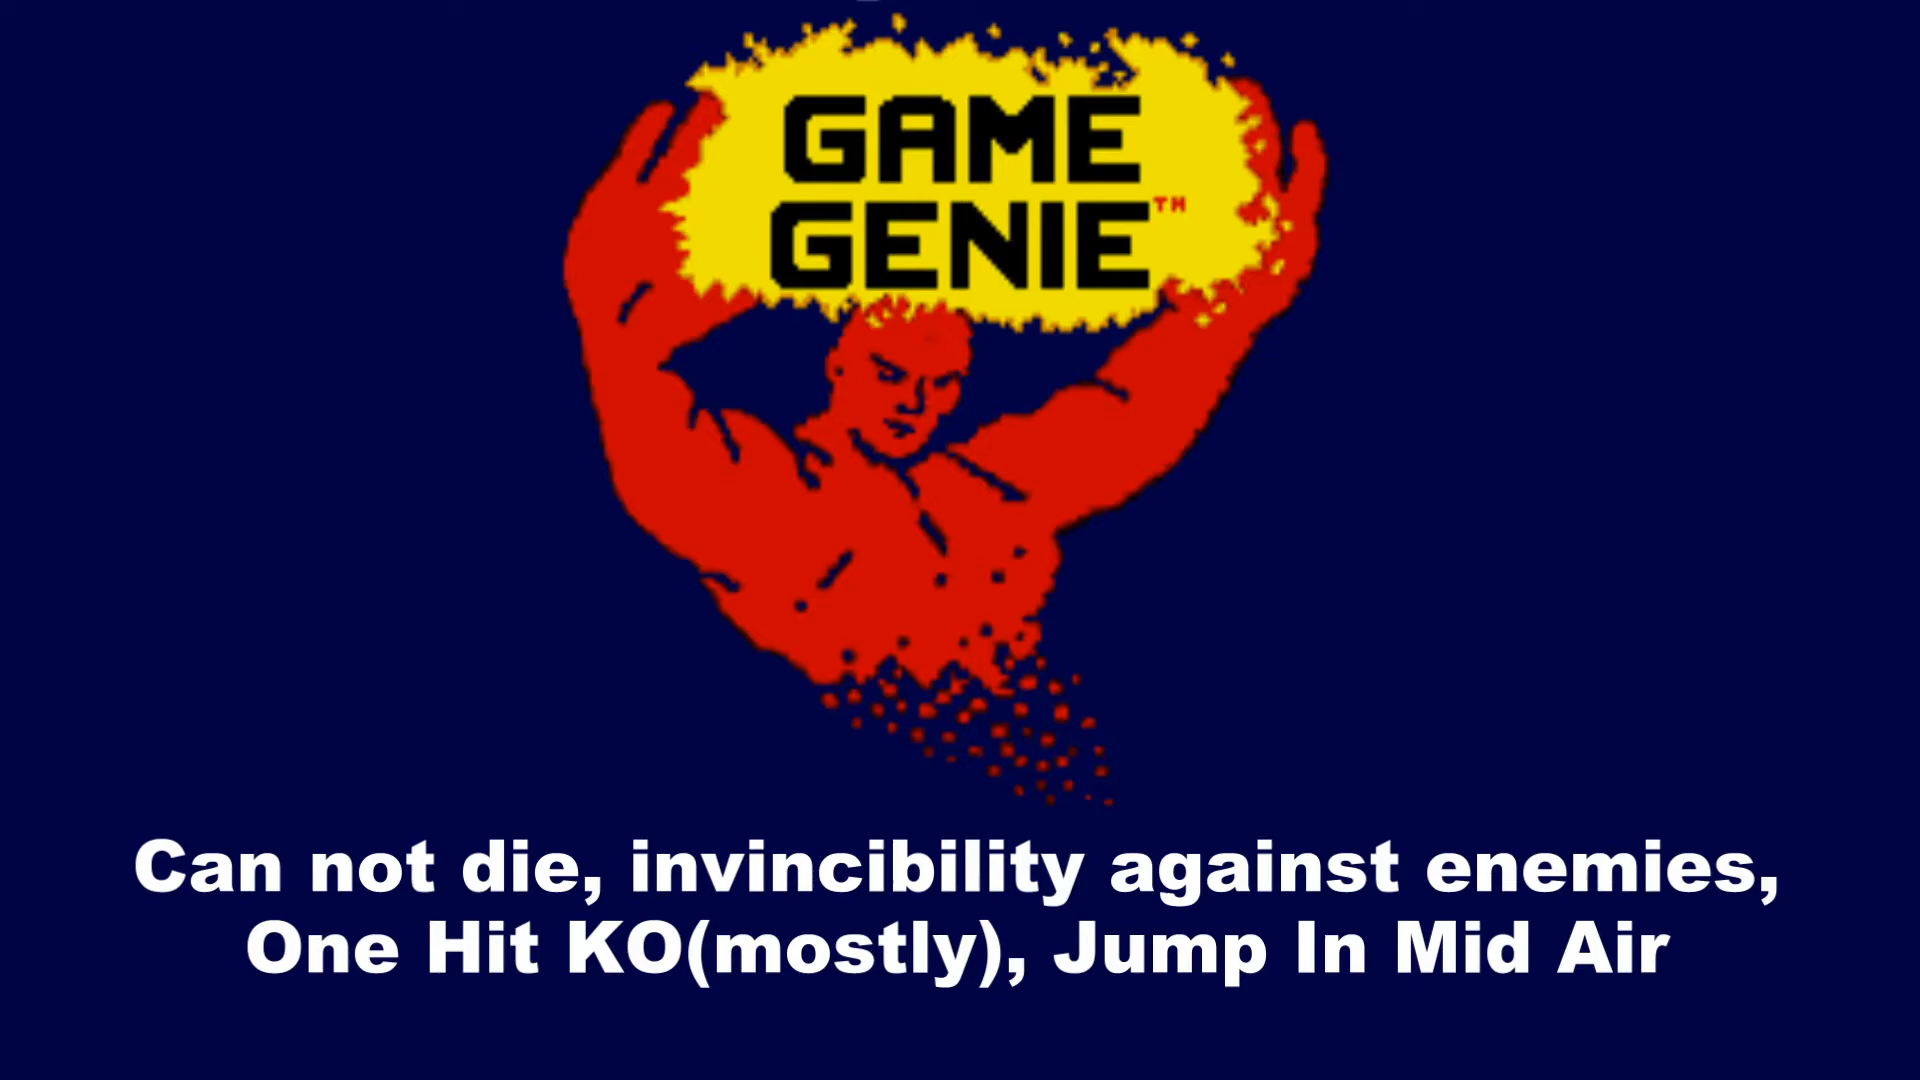 GAME
GENIE™
Can not die, invincibility against enemies,
One Hit KO(mostly), Jump In Mid Air